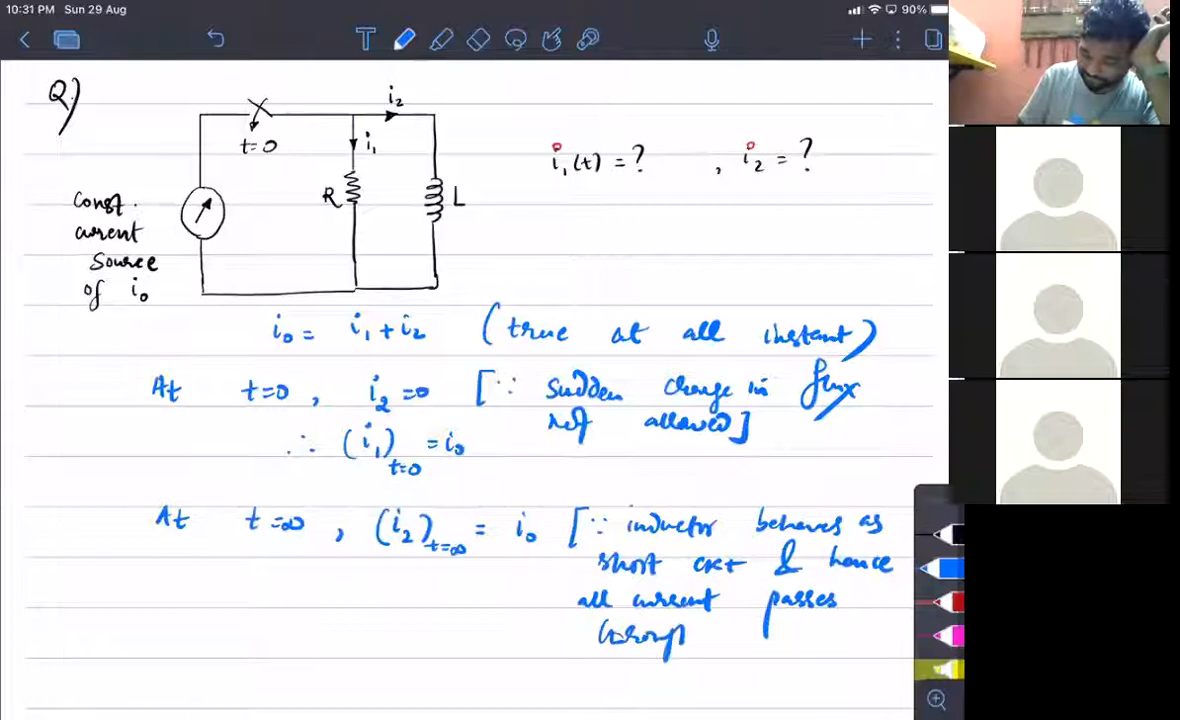 10:31 PM Sun 29 Aug
90%
T
Q)
i₂
t=0
i₁
R
L
Const.
current
Source
of i₀
i₁(t) = ? , i₂ = ?
i₀ = i₁ + i₂ (true at all instant)
At t=0, i₂=0 [∵ sudden change in flux
not allowed]
∴ (i₁)t=0 = i₀
At t=∞, (i₂)t=∞ = i₀ [∵ inductor behaves as
short ckt & hence
all current passes